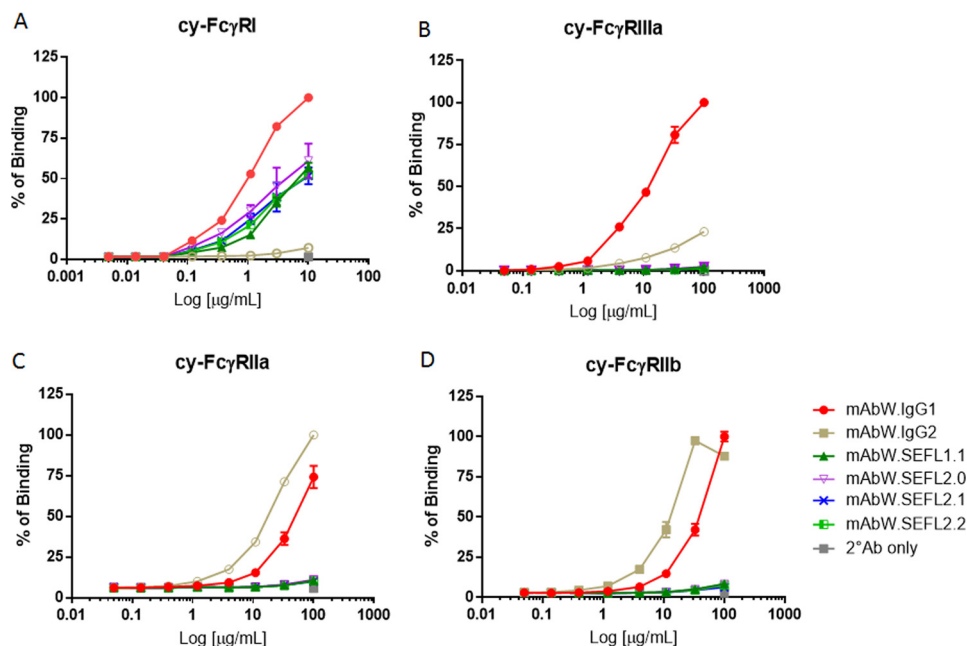 A
cy-FcγRI
% of Binding
125
100
75
50
25
0
0.001
0.01
0.1
1
10
100
Log [μg/mL]
B
cy-FcγRIIIa
% of Binding
125
100
75
50
25
0
0.01
0.1
1
10
100
1000
Log [μg/mL]
C
cy-FcγRIIa
% of Binding
125
100
75
50
25
0
0.01
0.1
1
10
100
1000
Log [μg/mL]
D
cy-FcγRIIb
% of Binding
125
100
75
50
25
0
0.01
0.1
1
10
100
1000
Log [μg/mL]
mAbW.IgG1
mAbW.IgG2
mAbW.SEFL1.1
mAbW.SEFL2.0
mAbW.SEFL2.1
mAbW.SEFL2.2
2°Ab only